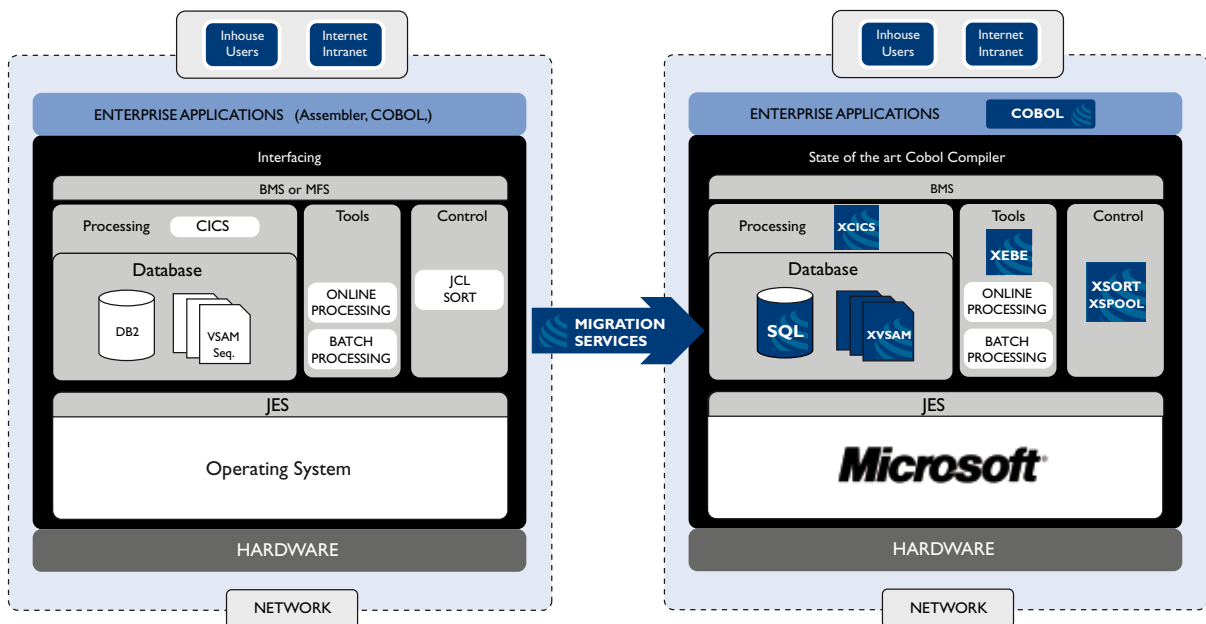 Inhouse
Users
Internet
Intranet
ENTERPRISE APPLICATIONS (Assembler, COBOL,)
Interfacing
BMS or MFS
Processing
CICS
Database
DB2
VSAM
Seq.
Tools
ONLINE
PROCESSING
BATCH
PROCESSING
Control
JCL
SORT
JES
Operating System
HARDWARE
NETWORK
MIGRATION
SERVICES
Inhouse
Users
Internet
Intranet
ENTERPRISE APPLICATIONS
COBOL
State of the art Cobol Compiler
BMS
Processing
XCICS
Database
SQL
XVSAM
Tools
XEBE
ONLINE
PROCESSING
BATCH
PROCESSING
Control
XSORT
XSPOOL
JES
Microsoft
HARDWARE
NETWORK